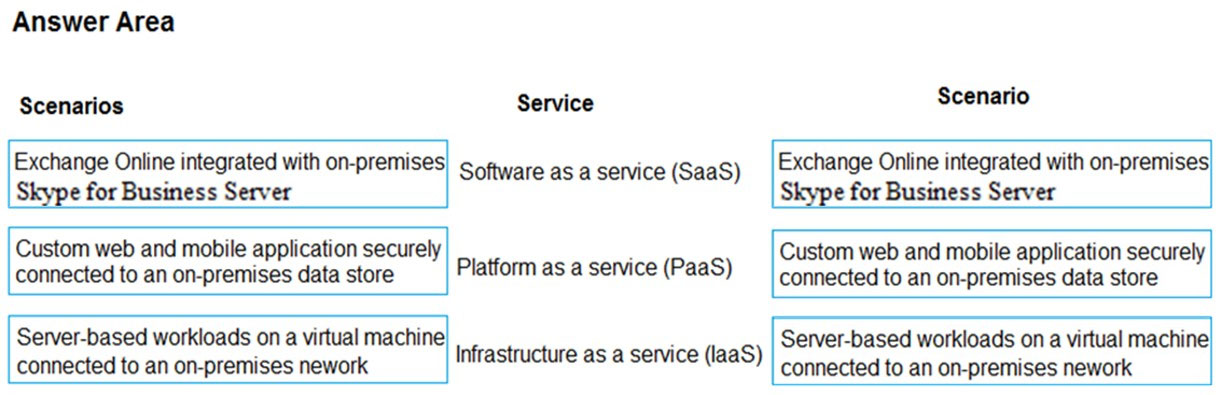 Answer Area
Scenarios
Service
Scenario
Exchange Online integrated with on-premises
Skype for Business Server
Software as a service (SaaS)
Exchange Online integrated with on-premises
Skype for Business Server
Custom web and mobile application securely
connected to an on-premises data store
Platform as a service (PaaS)
Custom web and mobile application securely
connected to an on-premises data store
Server-based workloads on a virtual machine
connected to an on-premises nework
Infrastructure as a service (IaaS)
Server-based workloads on a virtual machine
connected to an on-premises nework